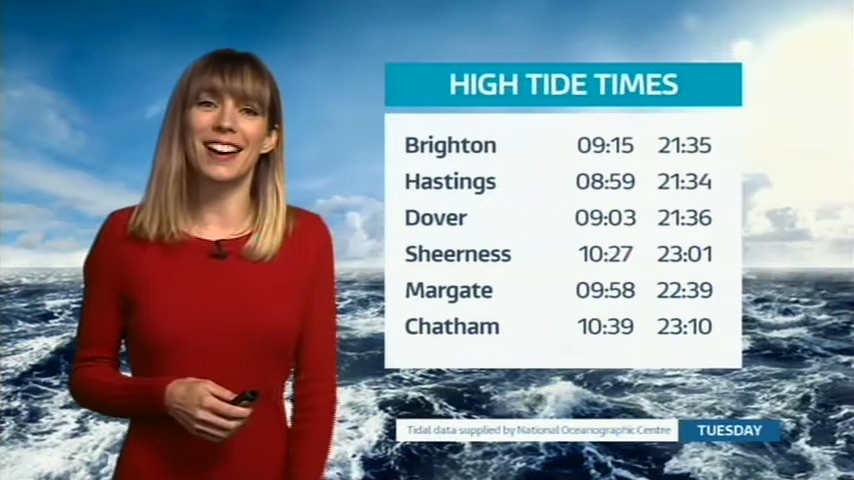 HIGH TIDE TIMES
Brighton 09:15 21:35
Hastings 08:59 21:34
Dover 09:03 21:36
Sheerness 10:27 23:01
Margate 09:58 22:39
Chatham 10:39 23:10
Tidal data supplied by National Oceanographic Centre TUESDAY